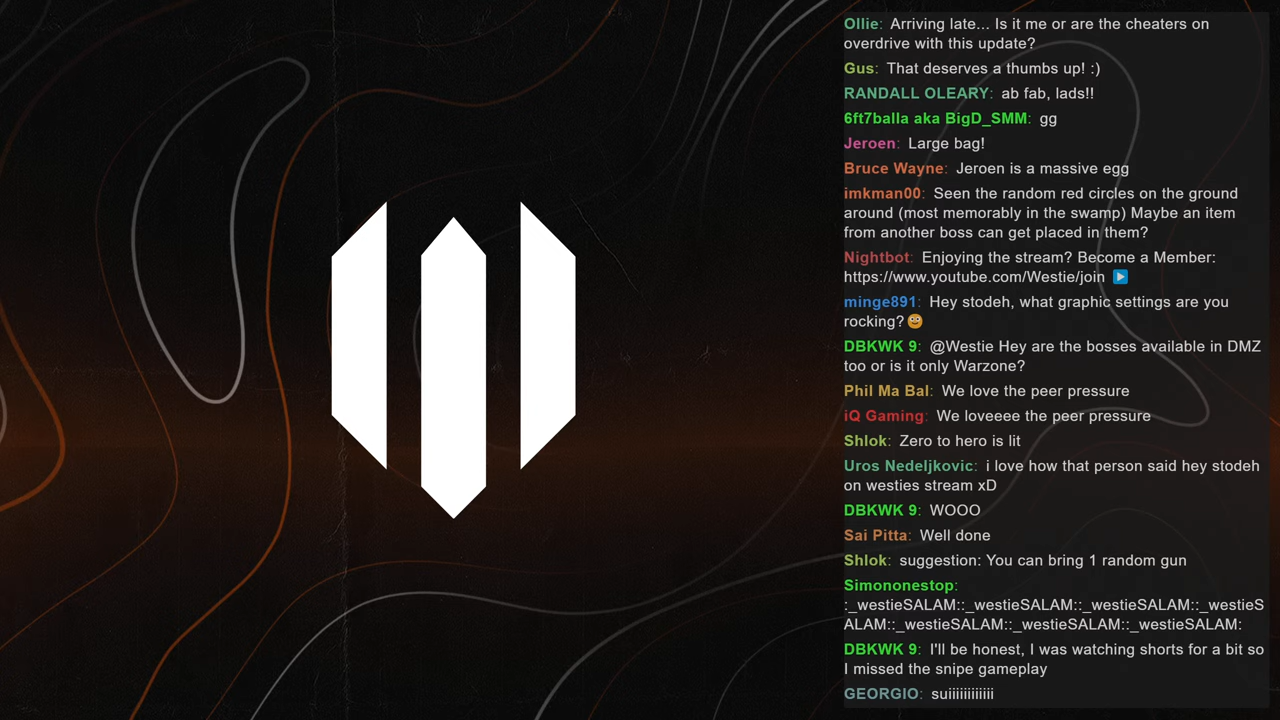 Ollie: Arriving late... Is it me or are the cheaters on
overdrive with this update?
Gus: That deserves a thumbs up! :)
RANDALL OLEARY: ab fab, lads!!
6ft7balla aka BigD_SMM: gg
Jeroen: Large bag!
Bruce Wayne: Jeroen is a massive egg
imkman00: Seen the random red circles on the ground
around (most memorably in the swamp) Maybe an item
from another boss can get placed in them?
Nightbot: Enjoying the stream? Become a Member:
https://www.youtube.com/Westie/join
minge891: Hey stodeh, what graphic settings are you
rocking?
DBKWK 9: @Westie Hey are the bosses available in DMZ
too or is it only Warzone?
Phil Ma Bal: We love the peer pressure
iQ Gaming: We loveeee the peer pressure
Shlok: Zero to hero is lit
Uros Nedeljkovic: i love how that person said hey stodeh
on westies stream xD
DBKWK 9: WOOO
Sai Pitta: Well done
Shlok: suggestion: You can bring 1 random gun
Simononestop:
:_westieSALAM::_westieSALAM::_westieSALAM::_westieS
ALAM::_westieSALAM::_westieSALAM::_westieSALAM:
DBKWK 9: I'll be honest, I was watching shorts for a bit so
I missed the snipe gameplay
GEORGIO: suiiiiiiiiiiii